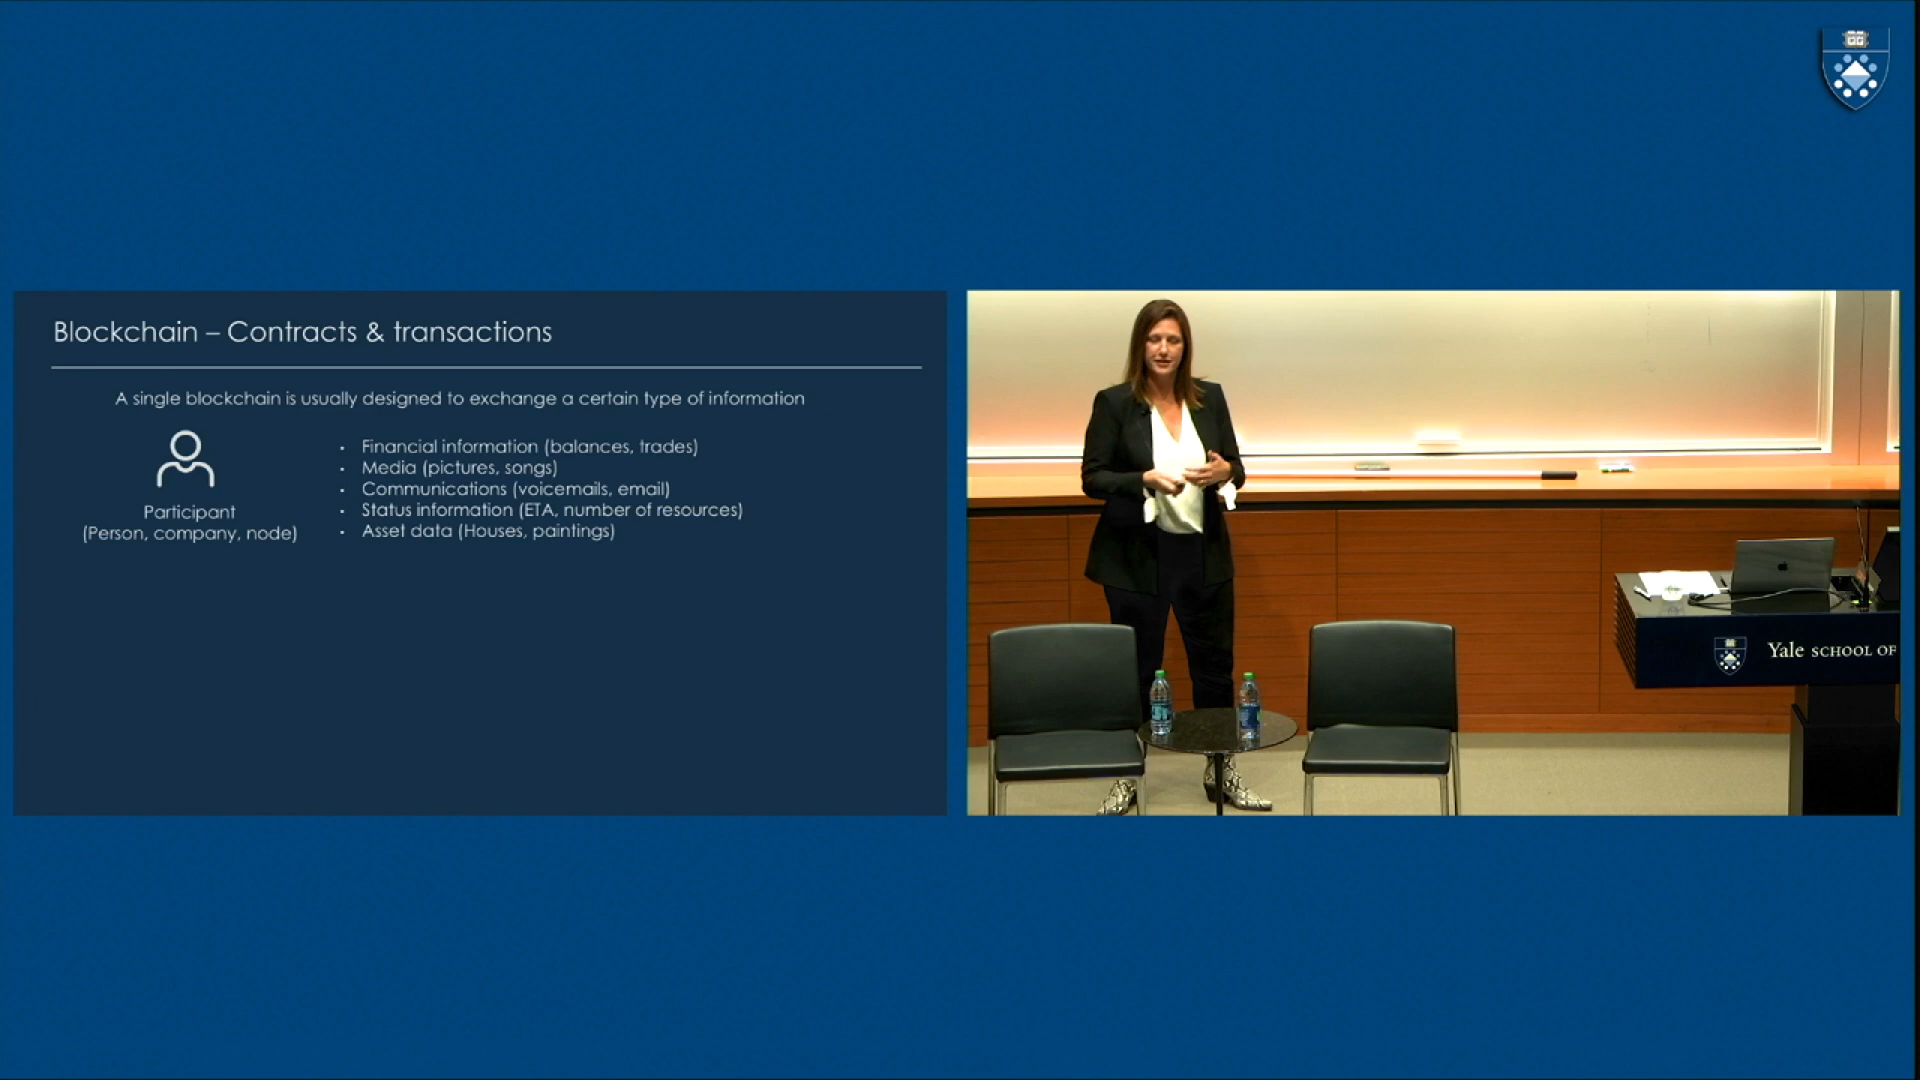 Blockchain – Contracts & transactions
A single blockchain is usually designed to exchange a certain type of information
Participant
(Person, company, node)
· Financial information (balances, trades)
· Media (pictures, songs)
· Communications (voicemails, email)
· Status information (ETA, number of resources)
· Asset data (Houses, paintings)
Yale SCHOOL OF